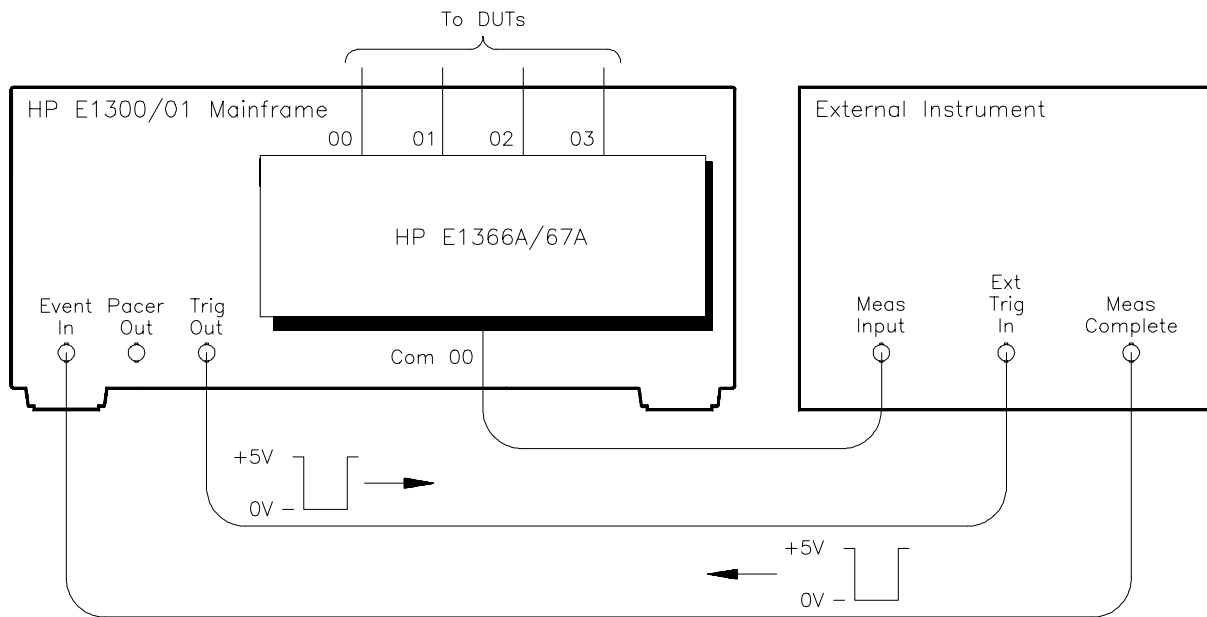 To DUTs
HP E1300/01 Mainframe
External Instrument
00 01 02 03
HP E1366A/67A
Event
In
Pacer
Out
Trig
Out
Com 00
Meas
Input
Ext
Trig
In
Meas
Complete
+5V
0V
+5V
0V